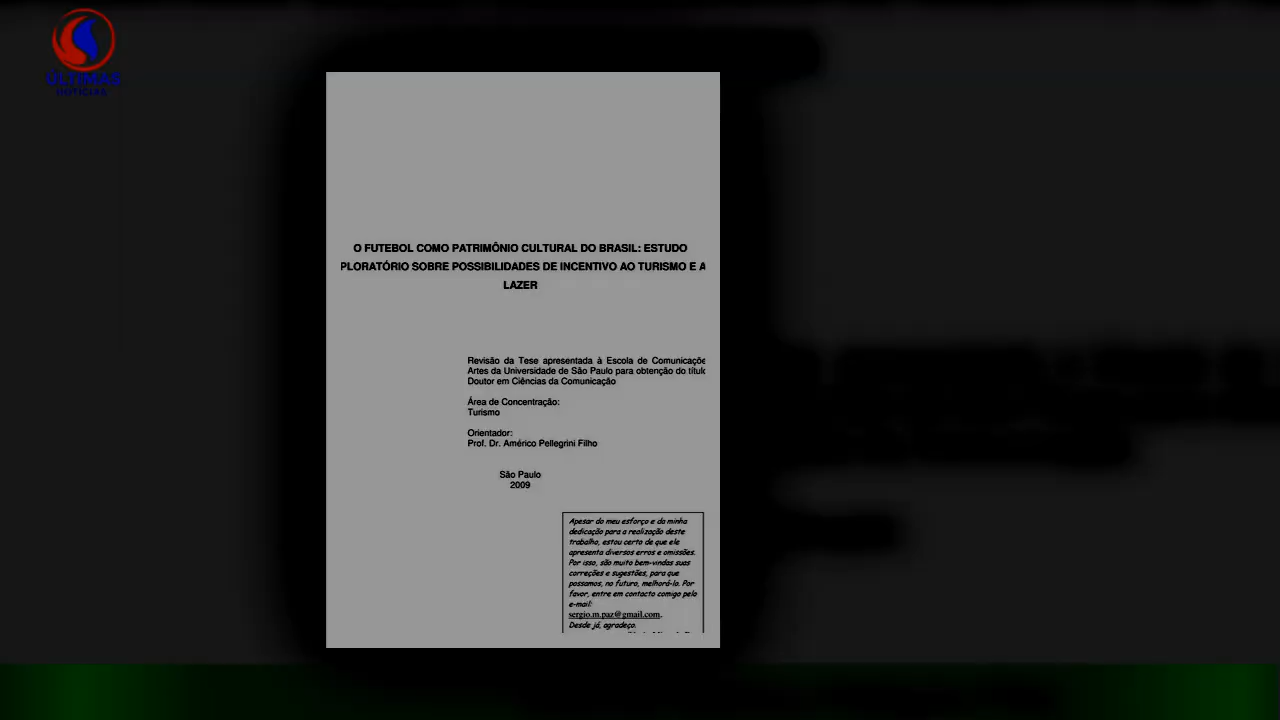 ÚLTIMAS
NOTÍCIAS
O FUTEBOL COMO PATRIMÔNIO CULTURAL DO BRASIL: ESTUDO
PLORATÓRIO SOBRE POSSIBILIDADES DE INCENTIVO AO TURISMO E A
LAZER
Revisão da Tese apresentada à Escola de Comunicaçõe
Artes da Universidade de São Paulo para obtenção do títul
Doutor em Ciências da Comunicação
Área de Concentração:
Turismo
Orientador:
Prof. Dr. Américo Pellegrini Filho
São Paulo
2009
Apesar do meu esforço e da minha
dedicação para a realização deste
trabalho, estou certo de que ele
apresenta diversos erros e omissões.
Por isso, são muito bem-vindas suas
correções e sugestões, para que
possamos, no futuro, melhorá-lo. Por
favor, entre em contacto comigo pelo
e-mail:
sergio.m.paz@gmail.com.
Desde já, agradeço.